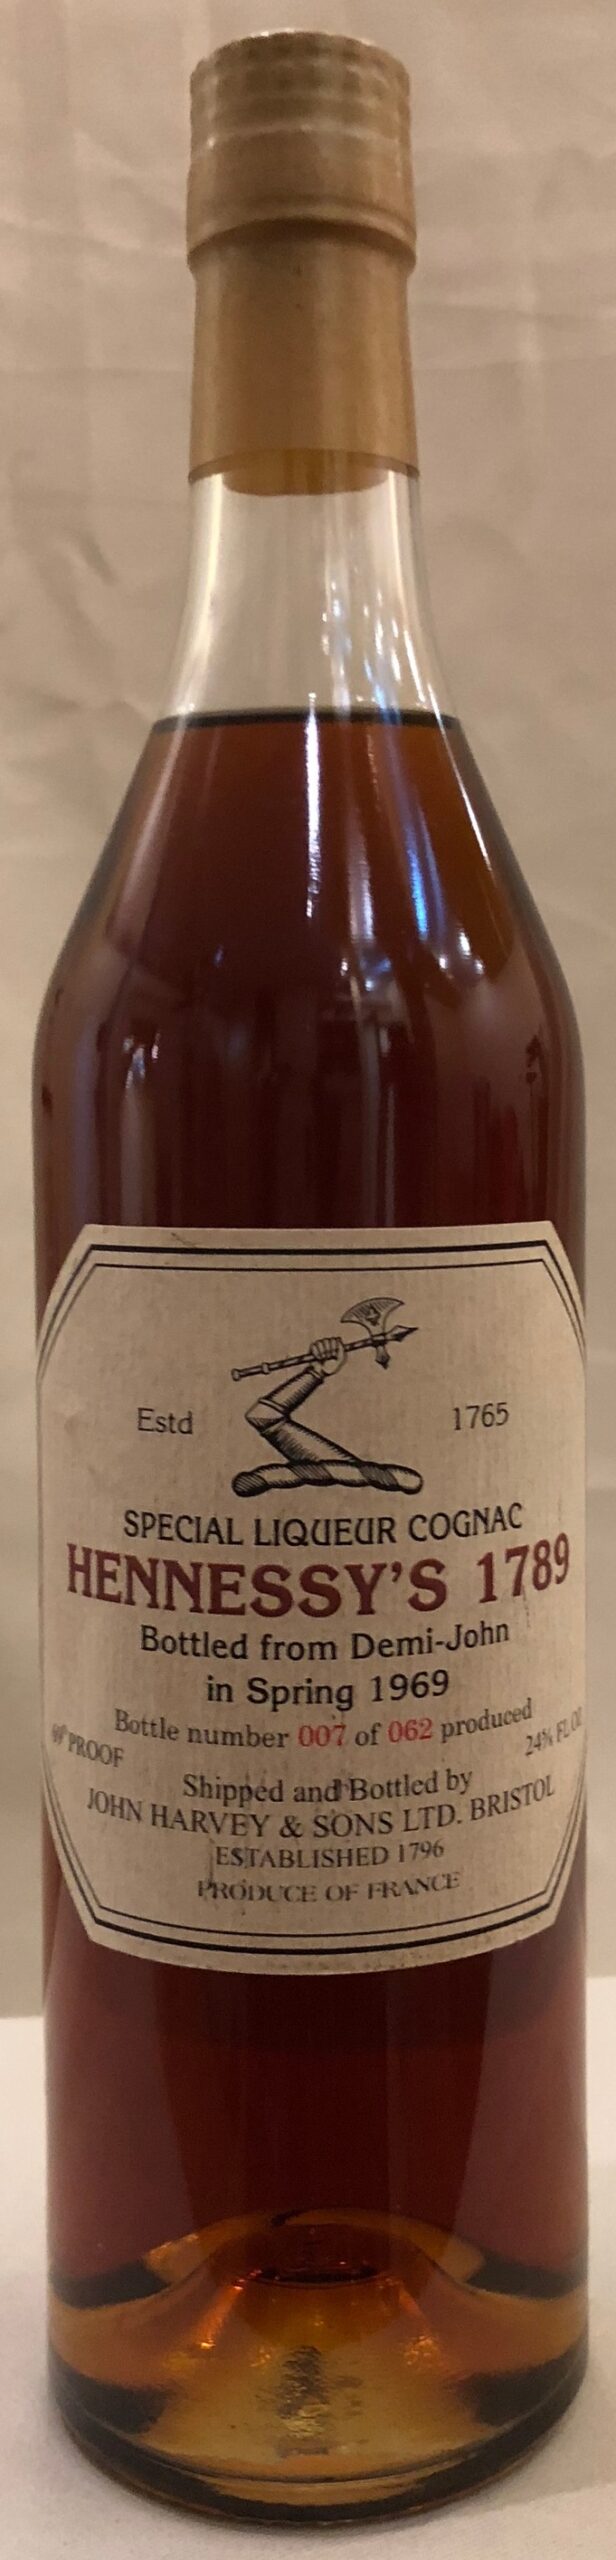 Estd 1765
SPECIAL LIQUEUR COGNAC
HENNESSY'S 1789
Bottled from Demi-John
in Spring 1969
Bottle number 007 of 062 produced
PROOF 24⅔ FL
Shipped and Bottled by
JOHN HARVEY & SONS LTD. BRISTOL
ESTABLISHED 1796
PRODUCE OF FRANCE